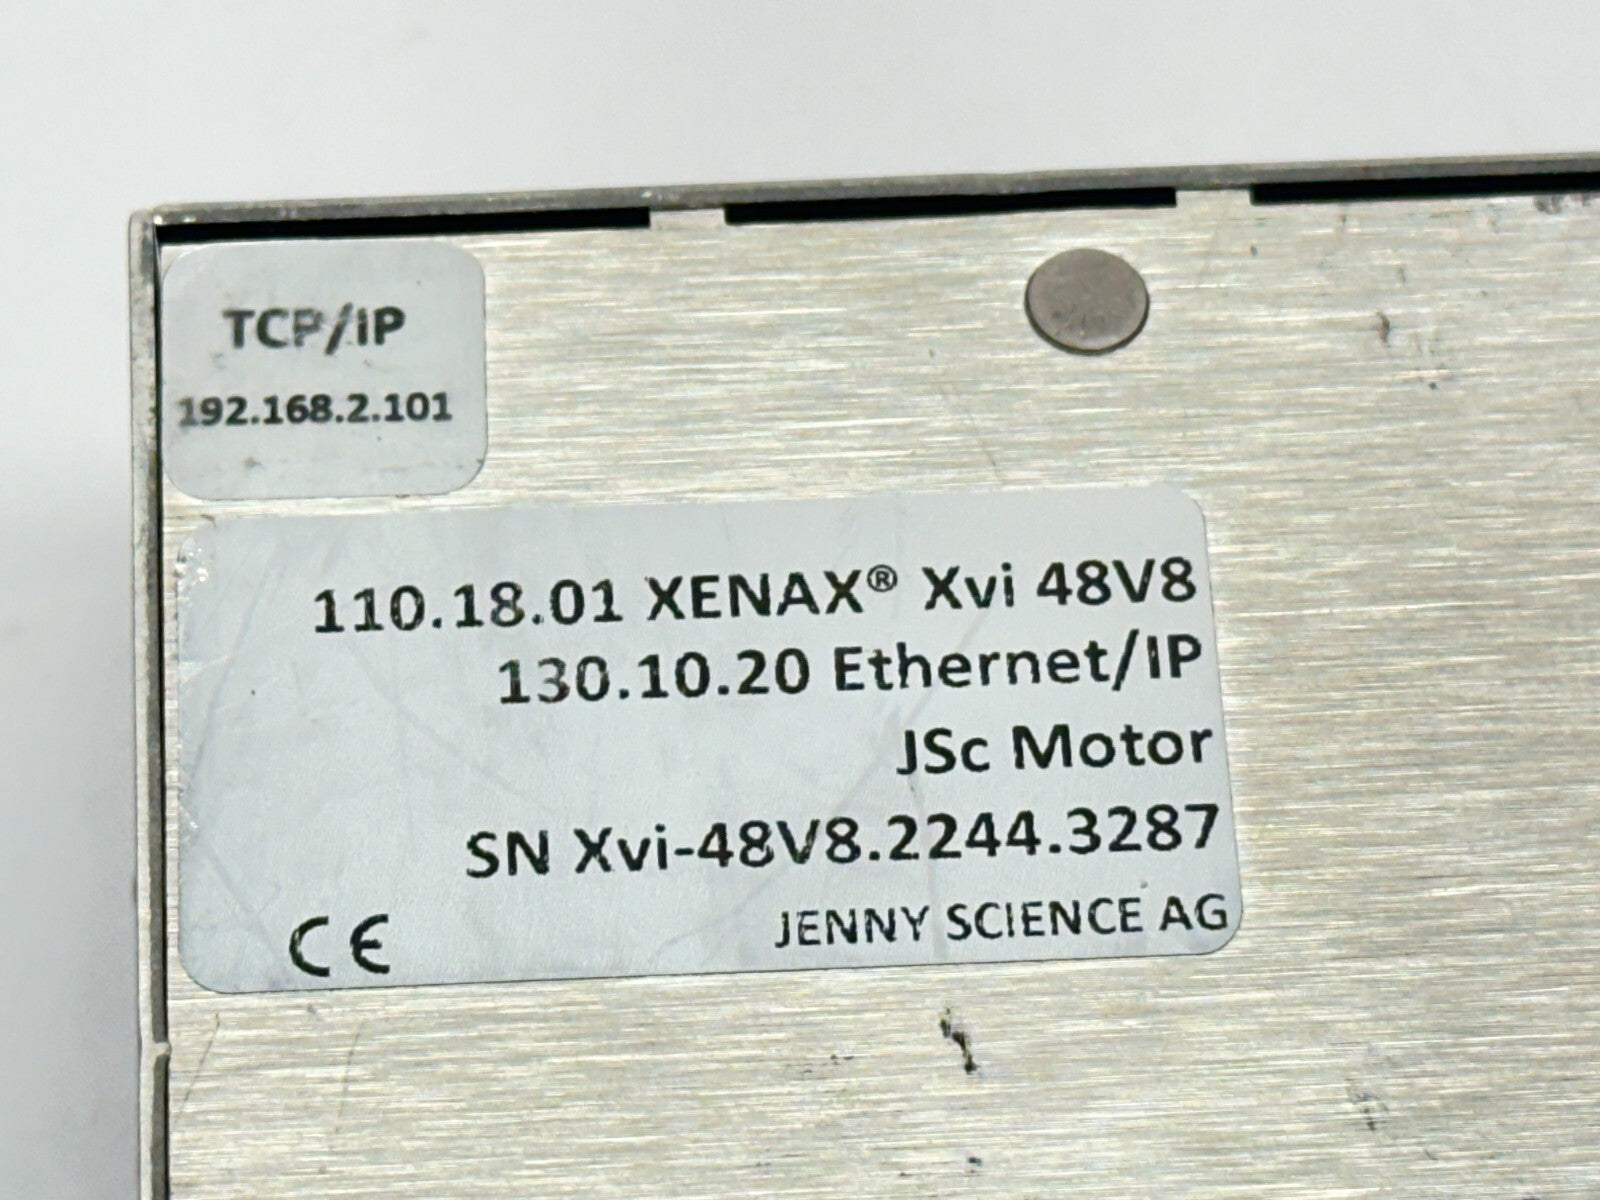 TCP/IP
192.168.2.101
110.18.01 XENAX® Xvi 48V8
130.10.20 Ethernet/IP
JSc Motor
SN Xvi-48V8.2244.3287
CE JENNY SCIENCE AG